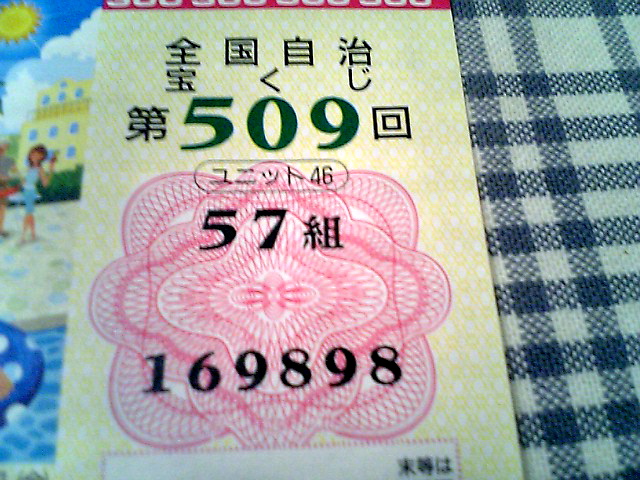 全国自治
宝くじ
第509回
ユニット46
57組
169898
末等は